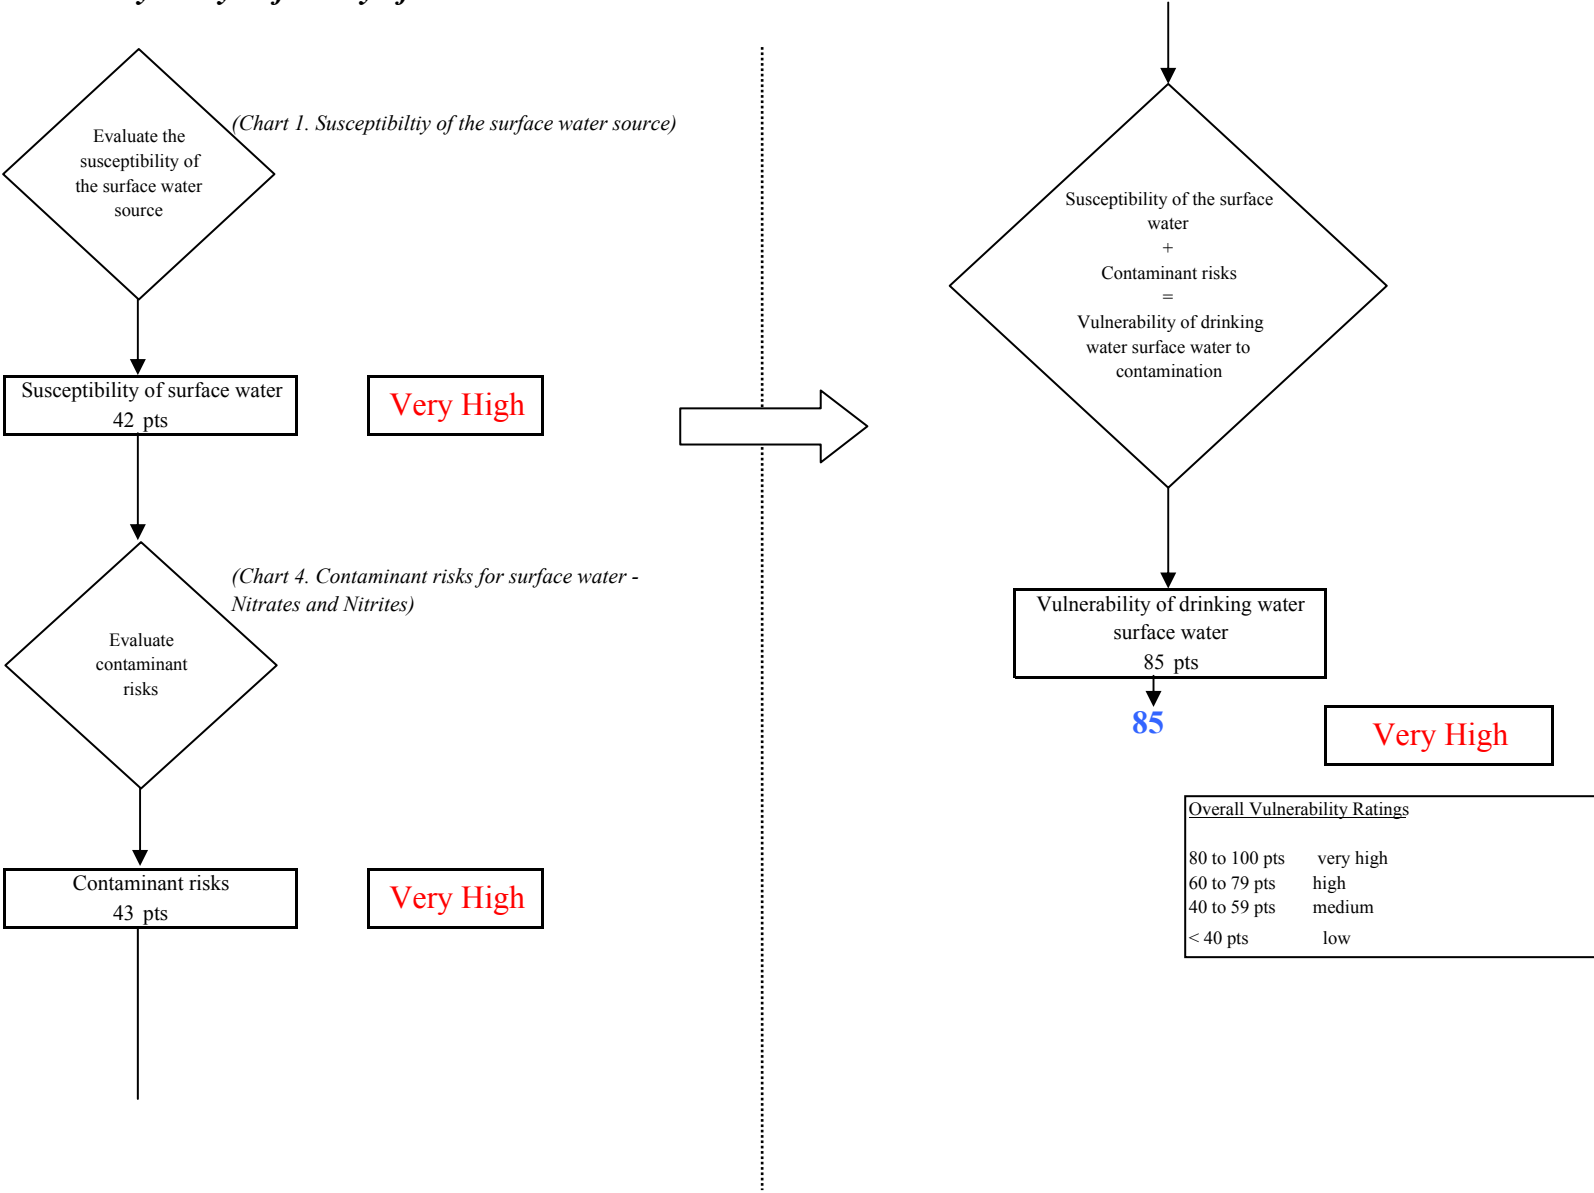 (Chart 1. Susceptibiltiy of the surface water source)
Evaluate the
susceptibility of
the surface water
source
Susceptibility of surface water
42 pts
Very High
(Chart 4. Contaminant risks for surface water -
Nitrates and Nitrites)
Evaluate
contaminant
risks
Contaminant risks
43 pts
Very High
Susceptibility of the surface
water
+
Contaminant risks
=
Vulnerability of drinking
water surface water to
contamination
Vulnerability of drinking water
surface water
85 pts
85
Very High
Overall Vulnerability Ratings
80 to 100 pts very high
60 to 79 pts high
40 to 59 pts medium
< 40 pts low